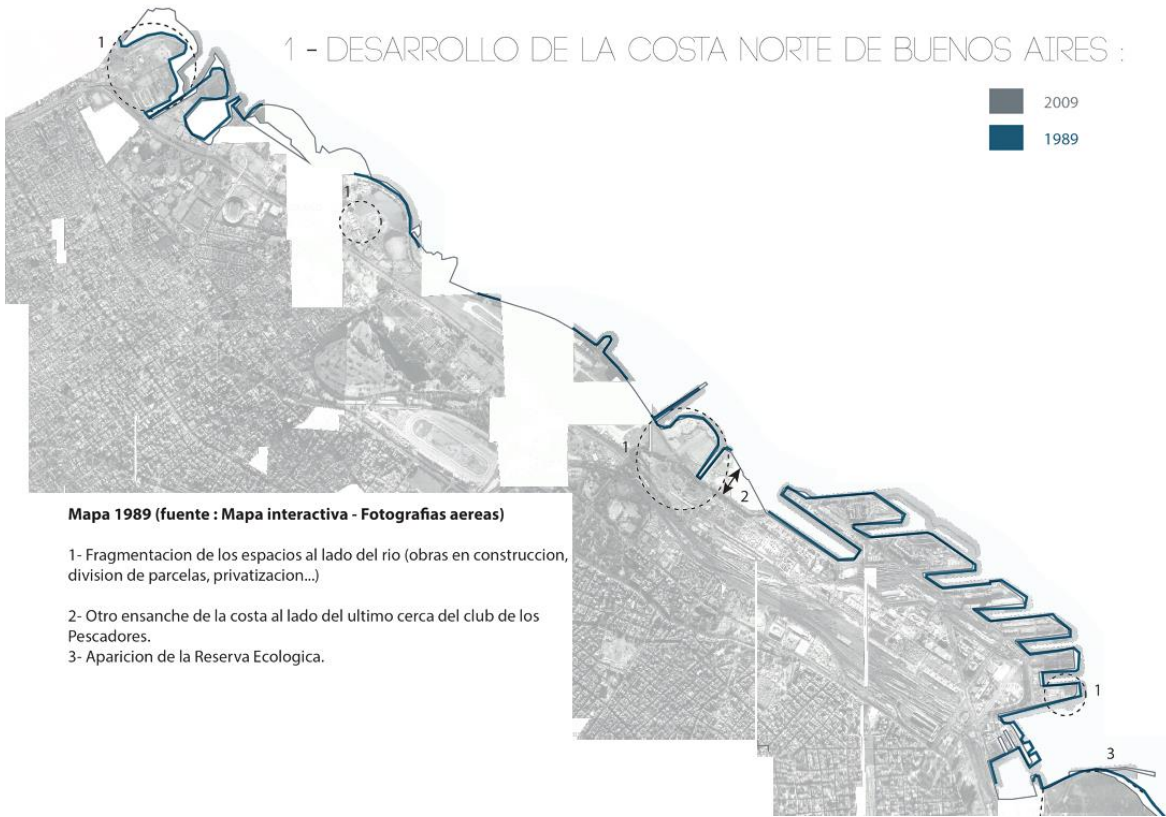 1 - DESARROLLO DE LA COSTA NORTE DE BUENOS AIRES :
2009
1989
1
1
1
2
1
3
Mapa 1989 (fuente : Mapa interactiva - Fotografias aereas)
1- Fragmentacion de los espacios al lado del rio (obras en construccion,
division de parcelas, privatizacion...)
2- Otro ensanche de la costa al lado del ultimo cerca del club de los
Pescadores.
3- Aparicion de la Reserva Ecologica.